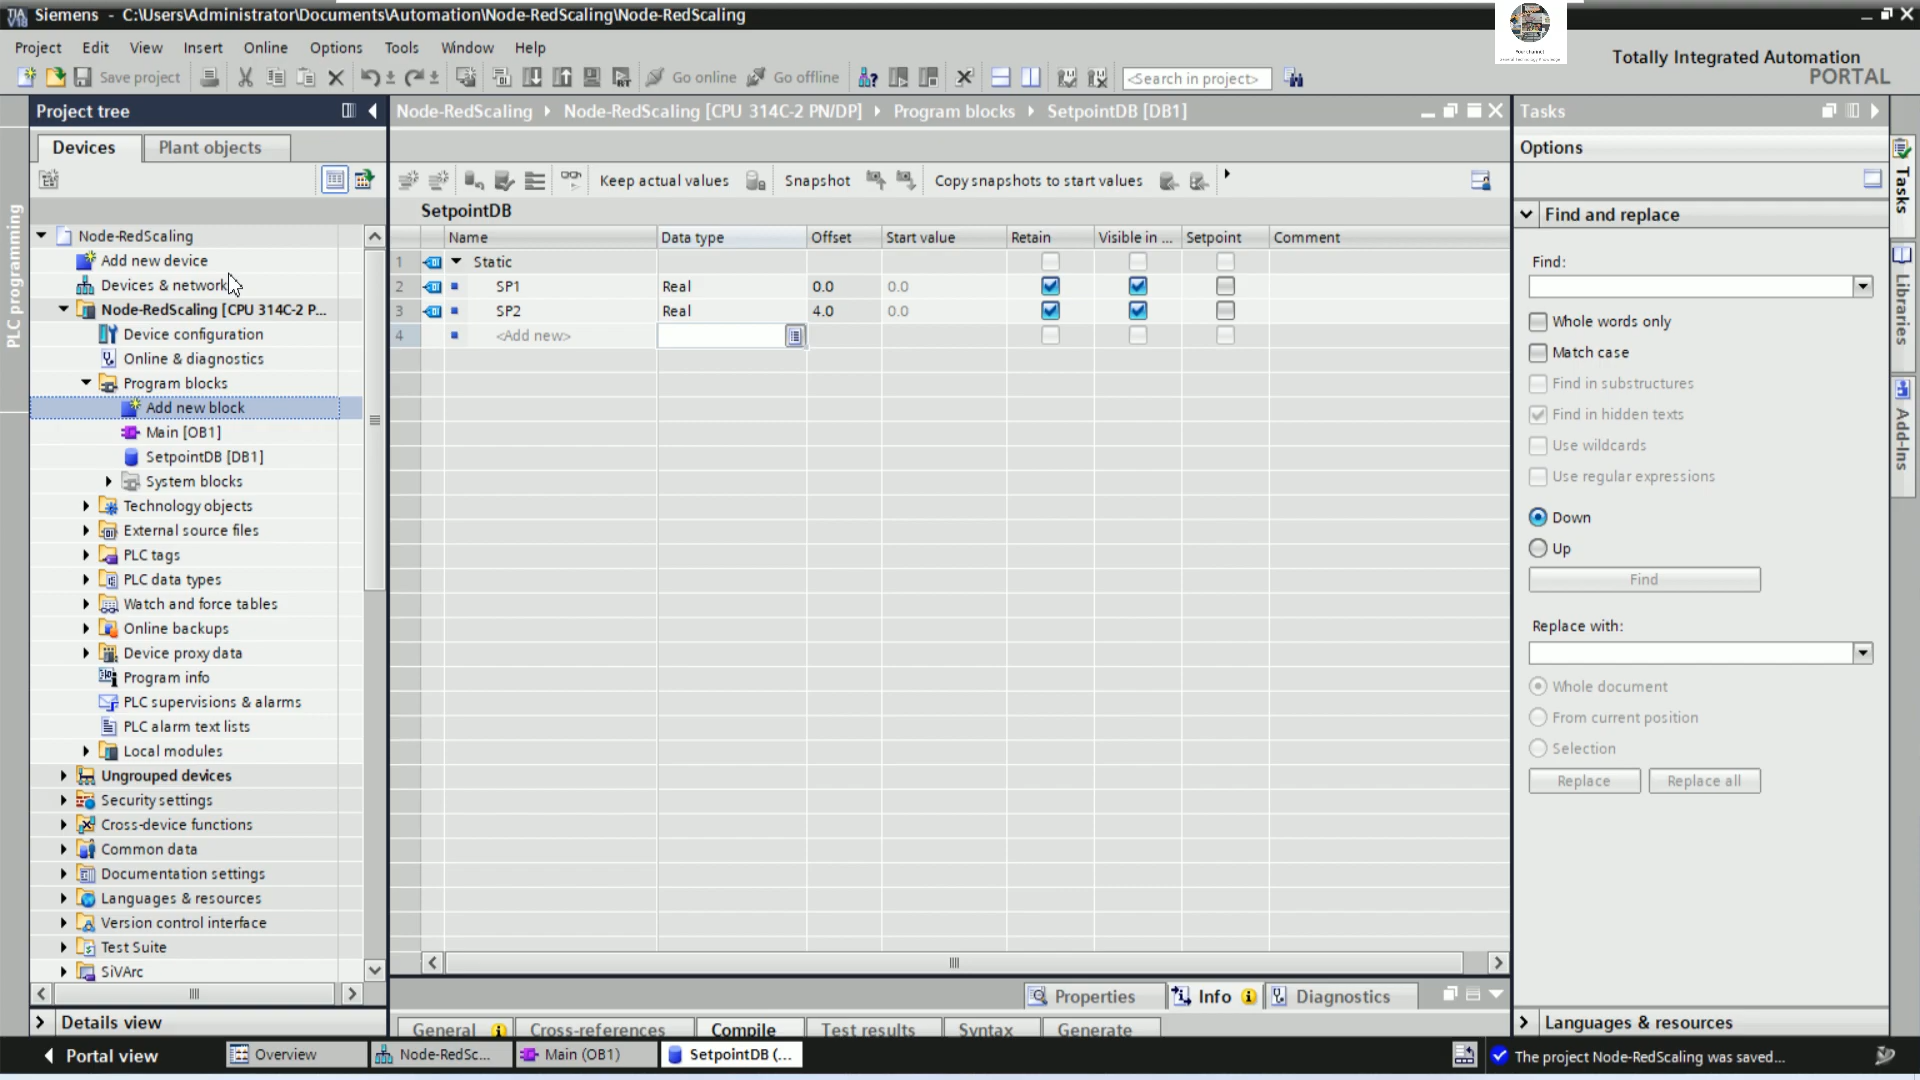 Siemens - C:\Users\Administrator\Documents\Automation\Node-RedScaling\Node-RedScaling
Project Edit View Insert Online Options Tools Window Help
Totally Integrated Automation
PORTAL
Save project
Go online
Go offline
<Search in project>
Project tree
Node-RedScaling
Node-RedScaling [CPU 314C-2 PN/DP]
Program blocks
SetpointDB [DB1]
Tasks
Devices
Plant objects
Options
Keep actual values
Snapshot
Copy snapshots to start values
PLC programming
SetpointDB
Name Data type Offset Start value Retain Visible in ... Setpoint Comment
1 Static
2 SP1 Real 0.0 0.0
3 SP2 Real 4.0 0.0
4 <Add new>
Node-RedScaling
Add new device
Devices & network
Node-RedScaling [CPU 314C-2 P...
Device configuration
Online & diagnostics
Program blocks
Add new block
Main [OB1]
SetpointDB [DB1]
System blocks
Technology objects
External source files
PLC tags
PLC data types
Watch and force tables
Online backups
Device proxy data
Program info
PLC supervisions & alarms
PLC alarm text lists
Local modules
Ungrouped devices
Security settings
Cross-device functions
Common data
Documentation settings
Languages & resources
Version control interface
Test Suite
SiVArc
Details view
Find and replace
Find:
Whole words only
Match case
Find in substructures
Find in hidden texts
Use wildcards
Use regular expressions
Down
Up
Find
Replace with:
Whole document
From current position
Selection
Replace
Replace all
Languages & resources
Tasks
Libraries
Add-Ins
Properties
Info
Diagnostics
General
Cross-references
Compile
Test results
Syntax
Generate
Portal view
Overview
Node-RedSc...
Main (OB1)
SetpointDB (...
The project Node-RedScaling was saved...